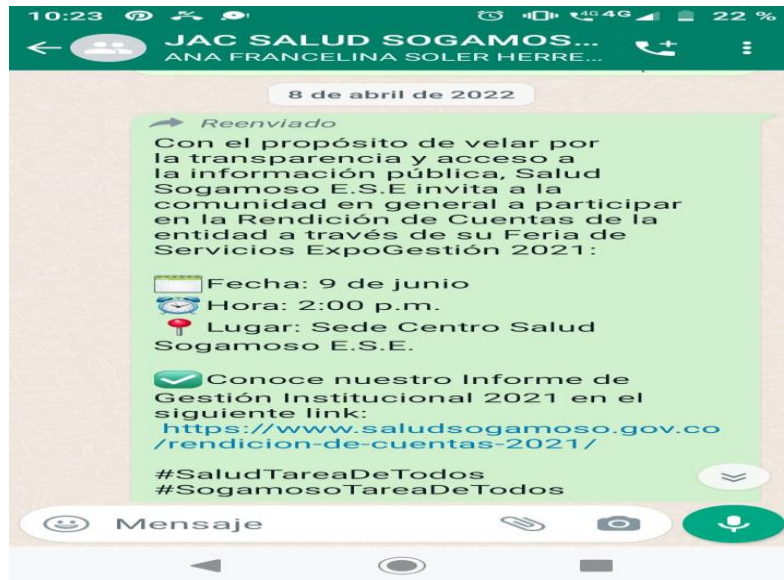 10:23 4G 4G 22 %
JAC SALUD SOGAMOS...
ANA FRANCELINA SOLER HERRE...
8 de abril de 2022
Reenviado
Con el propósito de velar por
la transparencia y acceso a
la información pública, Salud
Sogamoso E.S.E invita a la
comunidad en general a participar
en la Rendición de Cuentas de la
entidad a través de su Feria de
Servicios ExpoGestión 2021:
Fecha: 9 de junio
Hora: 2:00 p.m.
Lugar: Sede Centro Salud
Sogamoso E.S.E.
Conoce nuestro Informe de
Gestión Institucional 2021 en el
siguiente link:
https://www.saludsogamoso.gov.co
/rendicion-de-cuentas-2021/
#SaludTareaDeTodos
#SogamosoTareaDeTodos
Mensaje